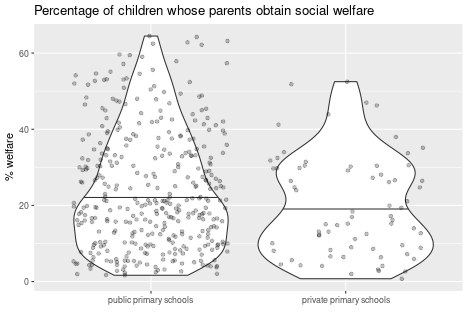 Percentage of children whose parents obtain social welfare
% welfare
60
40
20
0
public primary schools
private primary schools